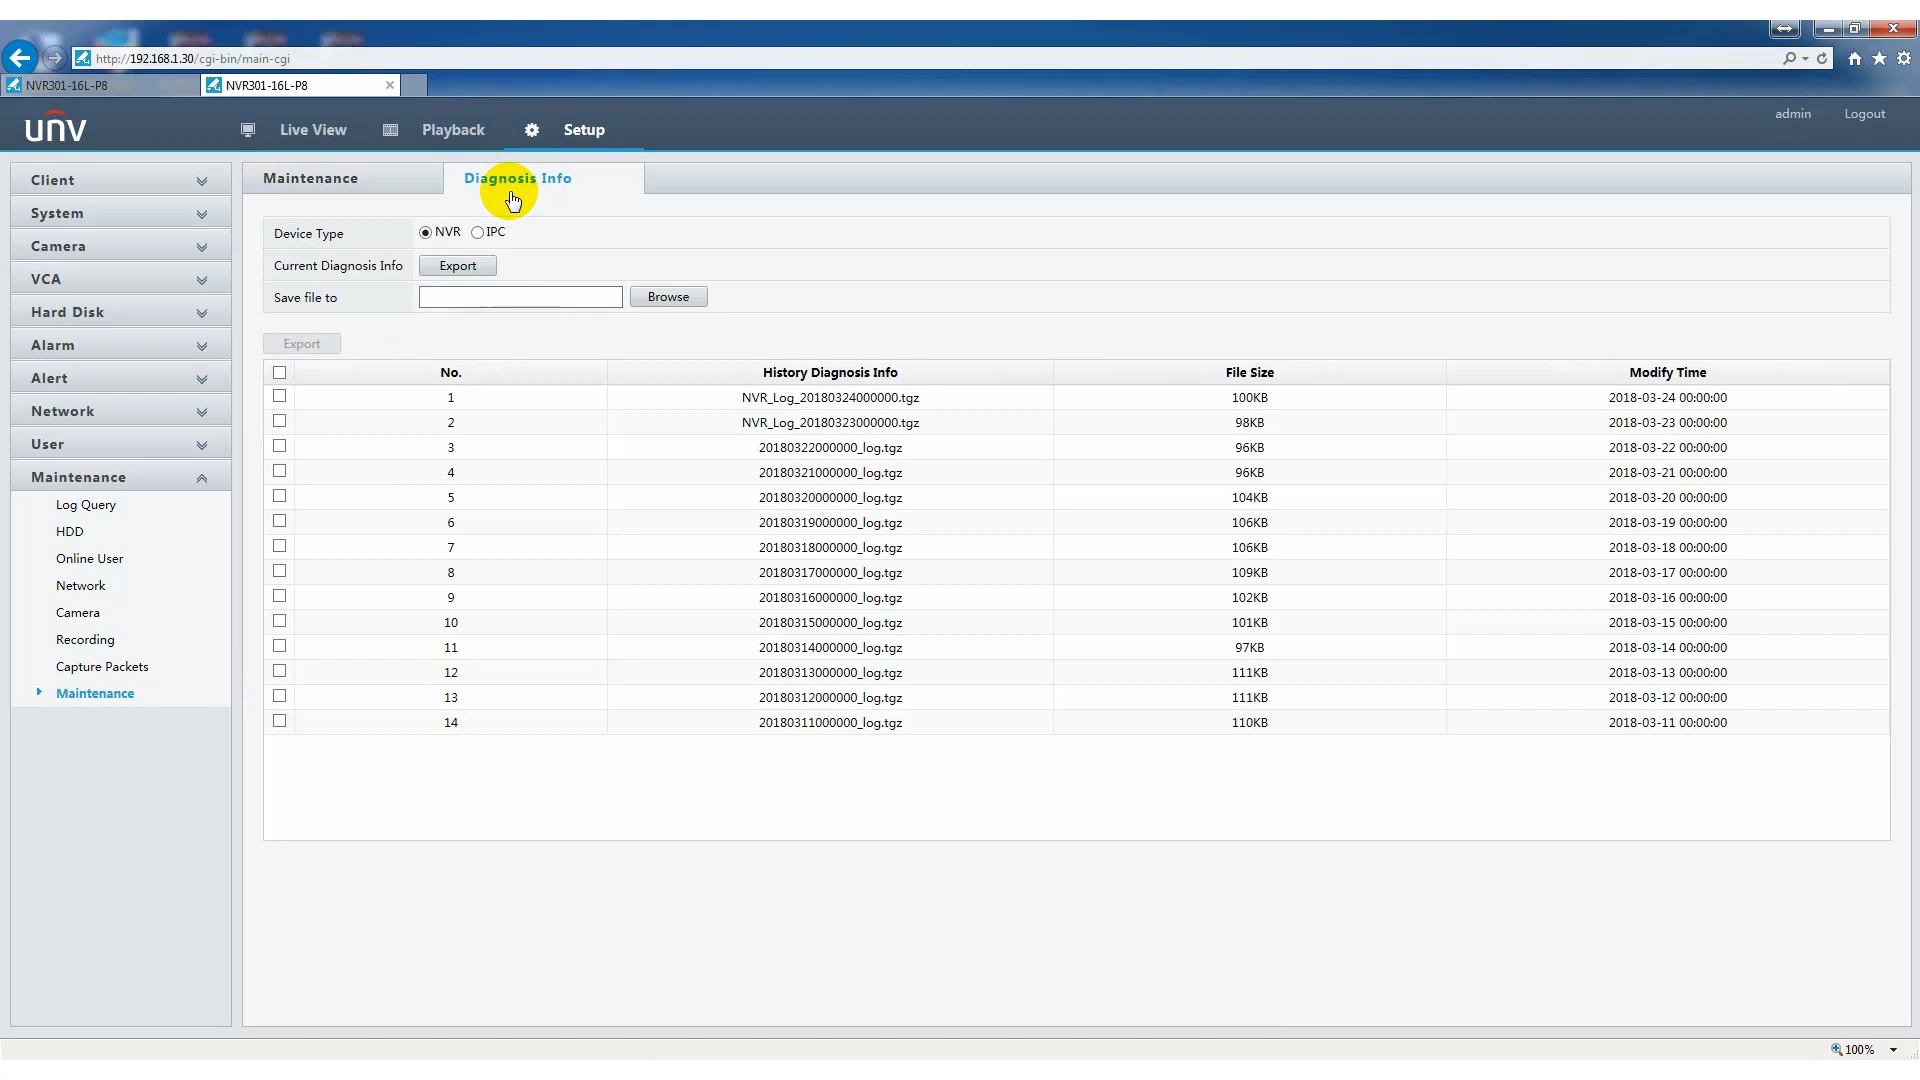 http://192.168.1.30/cgi-bin/main-cgi
NVR301-16L-P8
NVR301-16L-P8
unv
Live View
Playback
Setup
admin
Logout
Client
System
Camera
VCA
Hard Disk
Alarm
Alert
Network
User
Maintenance
Log Query
HDD
Online User
Network
Camera
Recording
Capture Packets
Maintenance
Maintenance
Diagnosis Info
Device Type NVR IPC
Current Diagnosis Info Export
Save file to Browse
Export
No. History Diagnosis Info File Size Modify Time
1 NVR_Log_20180324000000.tgz 100KB 2018-03-24 00:00:00
2 NVR_Log_20180323000000.tgz 98KB 2018-03-23 00:00:00
3 20180322000000_log.tgz 96KB 2018-03-22 00:00:00
4 20180321000000_log.tgz 96KB 2018-03-21 00:00:00
5 20180320000000_log.tgz 104KB 2018-03-20 00:00:00
6 20180319000000_log.tgz 106KB 2018-03-19 00:00:00
7 20180318000000_log.tgz 106KB 2018-03-18 00:00:00
8 20180317000000_log.tgz 109KB 2018-03-17 00:00:00
9 20180316000000_log.tgz 102KB 2018-03-16 00:00:00
10 20180315000000_log.tgz 101KB 2018-03-15 00:00:00
11 20180314000000_log.tgz 97KB 2018-03-14 00:00:00
12 20180313000000_log.tgz 111KB 2018-03-13 00:00:00
13 20180312000000_log.tgz 111KB 2018-03-12 00:00:00
14 20180311000000_log.tgz 110KB 2018-03-11 00:00:00
100%